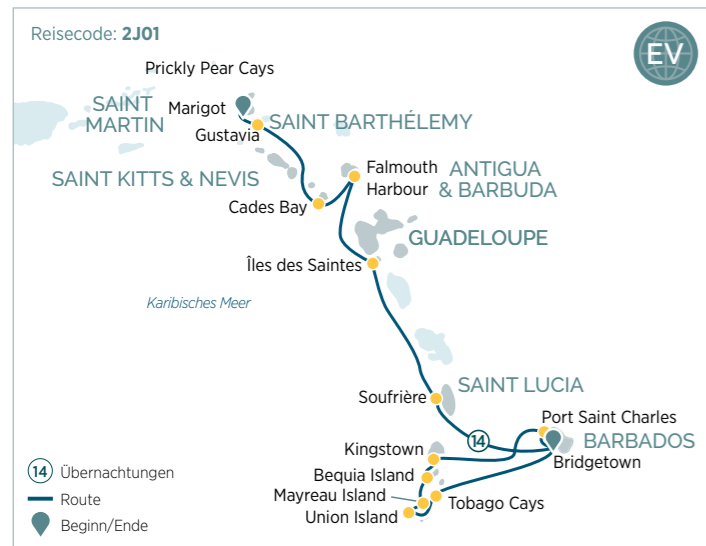 Reisecode: 2J01
EV
Prickly Pear Cays
SAINT
MARTIN
Marigot
Gustavia
SAINT BARTHÉLEMY
SAINT KITTS & NEVIS
Cades Bay
Falmouth
Harbour
ANTIGUA
& BARBUDA
GUADELOUPE
Îles des Saintes
Karibisches Meer
Soufrière
SAINT LUCIA
14
Port Saint Charles
BARBADOS
Bridgetown
Kingstown
Bequia Island
Mayreau Island
Tobago Cays
Union Island
14 Übernachtungen
Route
Beginn/Ende